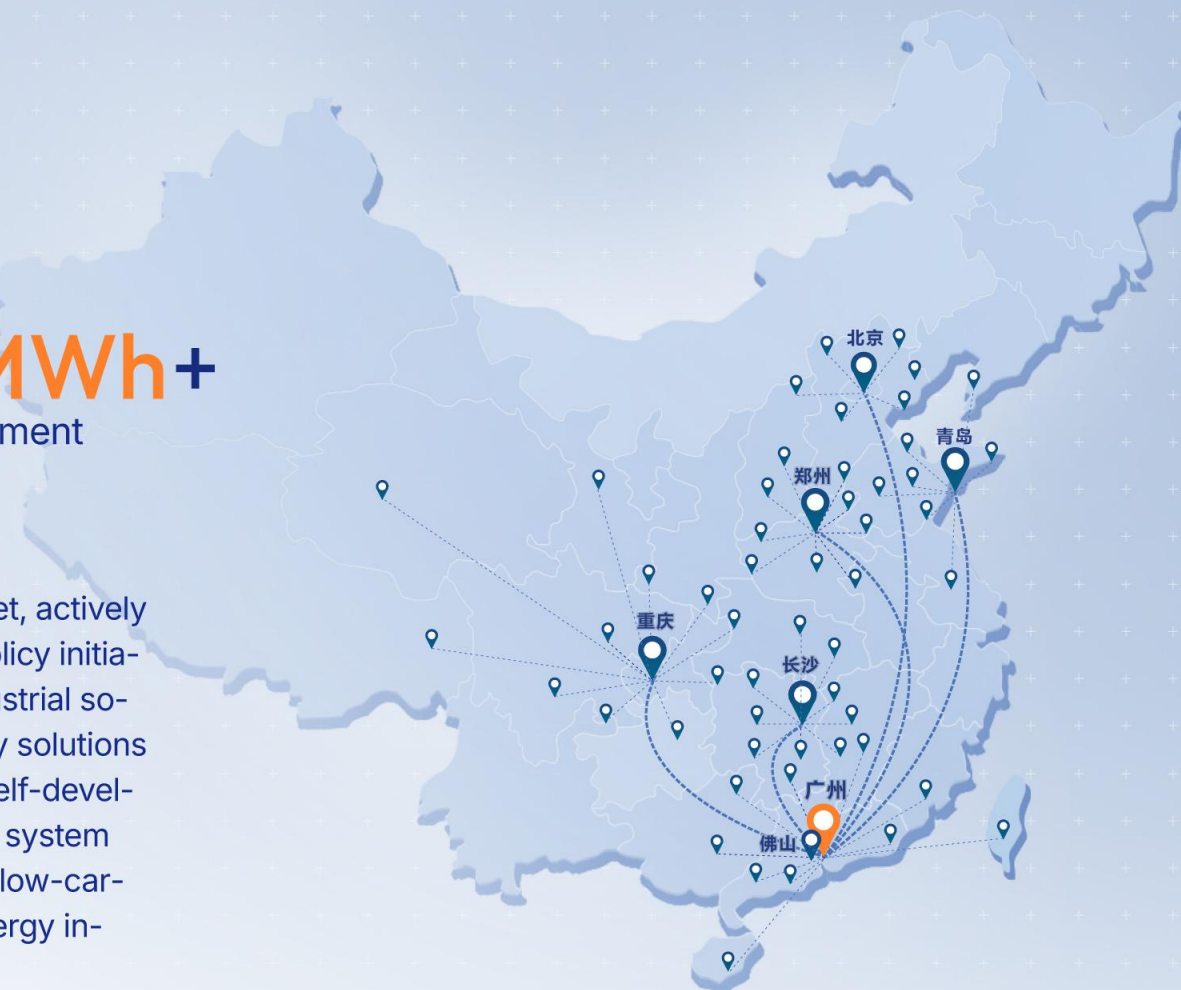 MWh+
ment
et, actively
licy initia-
strial so-
y solutions
elf-devel-
system
low-car-
ergy in-
北京
青岛
郑州
重庆
长沙
广州
佛山